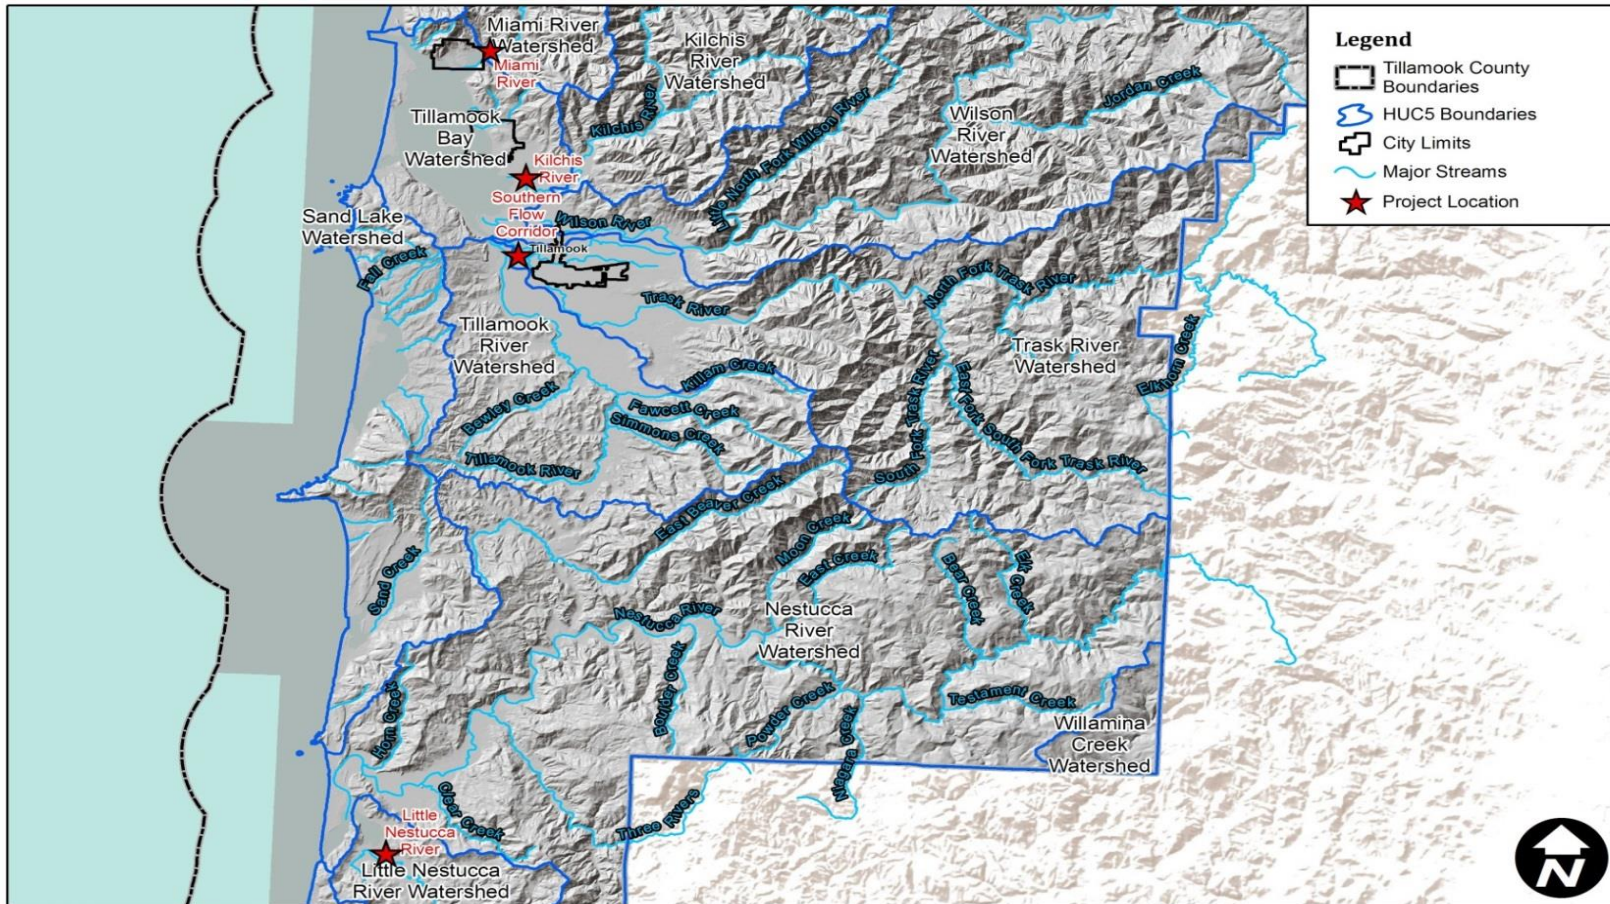 Miami River
Watershed
Miami
River
Kilchis
River
Watershed
Kilchis River
Jordan Creek
Wilson
River
Watershed
Little North Fork Wilson River
Tillamook
Bay
Watershed
Kilchis
River
Southern
Flow
Corridor
Wilson River
Tillamook
Sand Lake
Watershed
Fall Creek
Trask River
North Fork Trask River
Tillamook
River
Watershed
Trask River
Watershed
Elkhorn Creek
Killam Creek
Bewley Creek
Fawcett Creek
Simmons Creek
Tillamook River
South Fork Trask River
East Fork South Fork Trask River
East Beaver Creek
Moon Creek
East Creek
Bear Creek
Elk Creek
Sand Creek
Nestucca River
Nestucca
River
Watershed
Boulder Creek
Horn Creek
Powder Creek
Niagara Creek
Testament Creek
Willamina
Creek
Watershed
Clear Creek
Three Rivers
Little
Nestucca
River
Little Nestucca
River Watershed
Legend
Tillamook County
Boundaries
HUC5 Boundaries
City Limits
Major Streams
Project Location
N